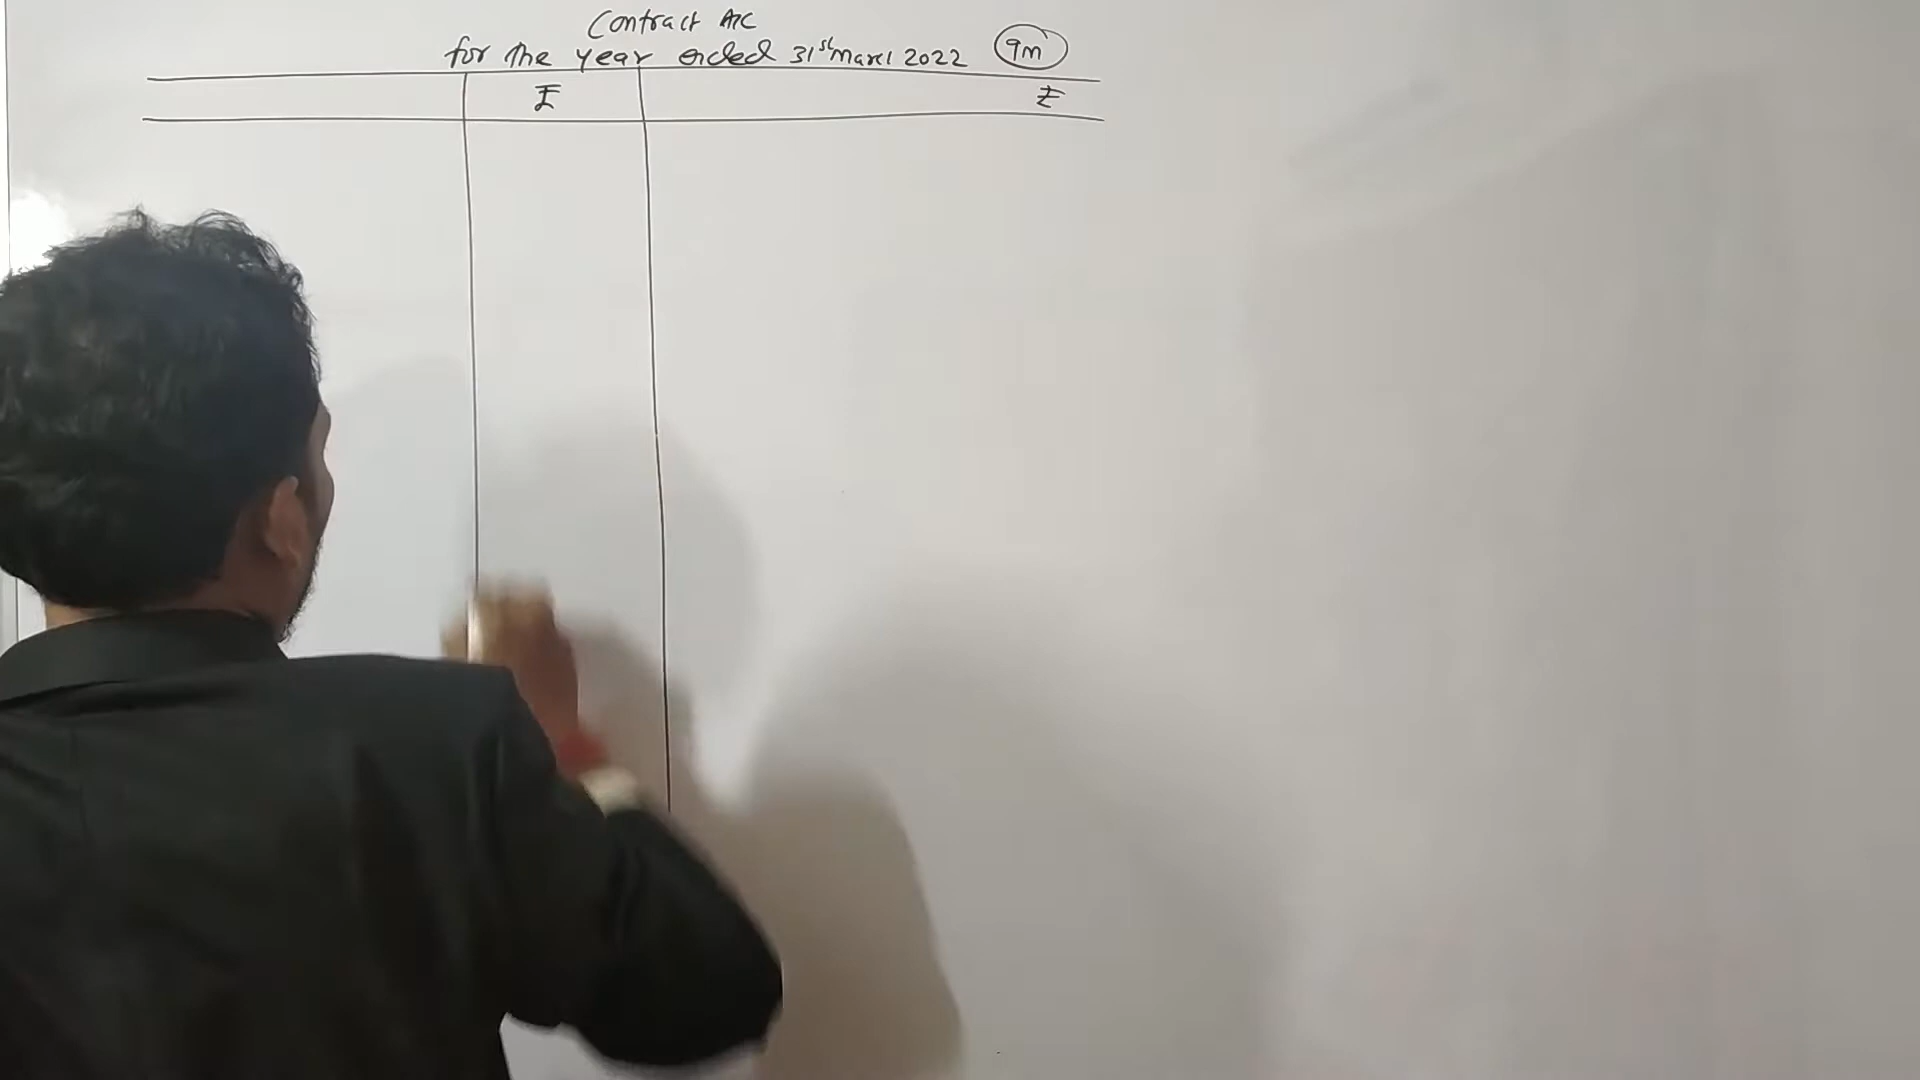 Contract A/C
for the year ended 31st March 2022 9m
₹ ₹